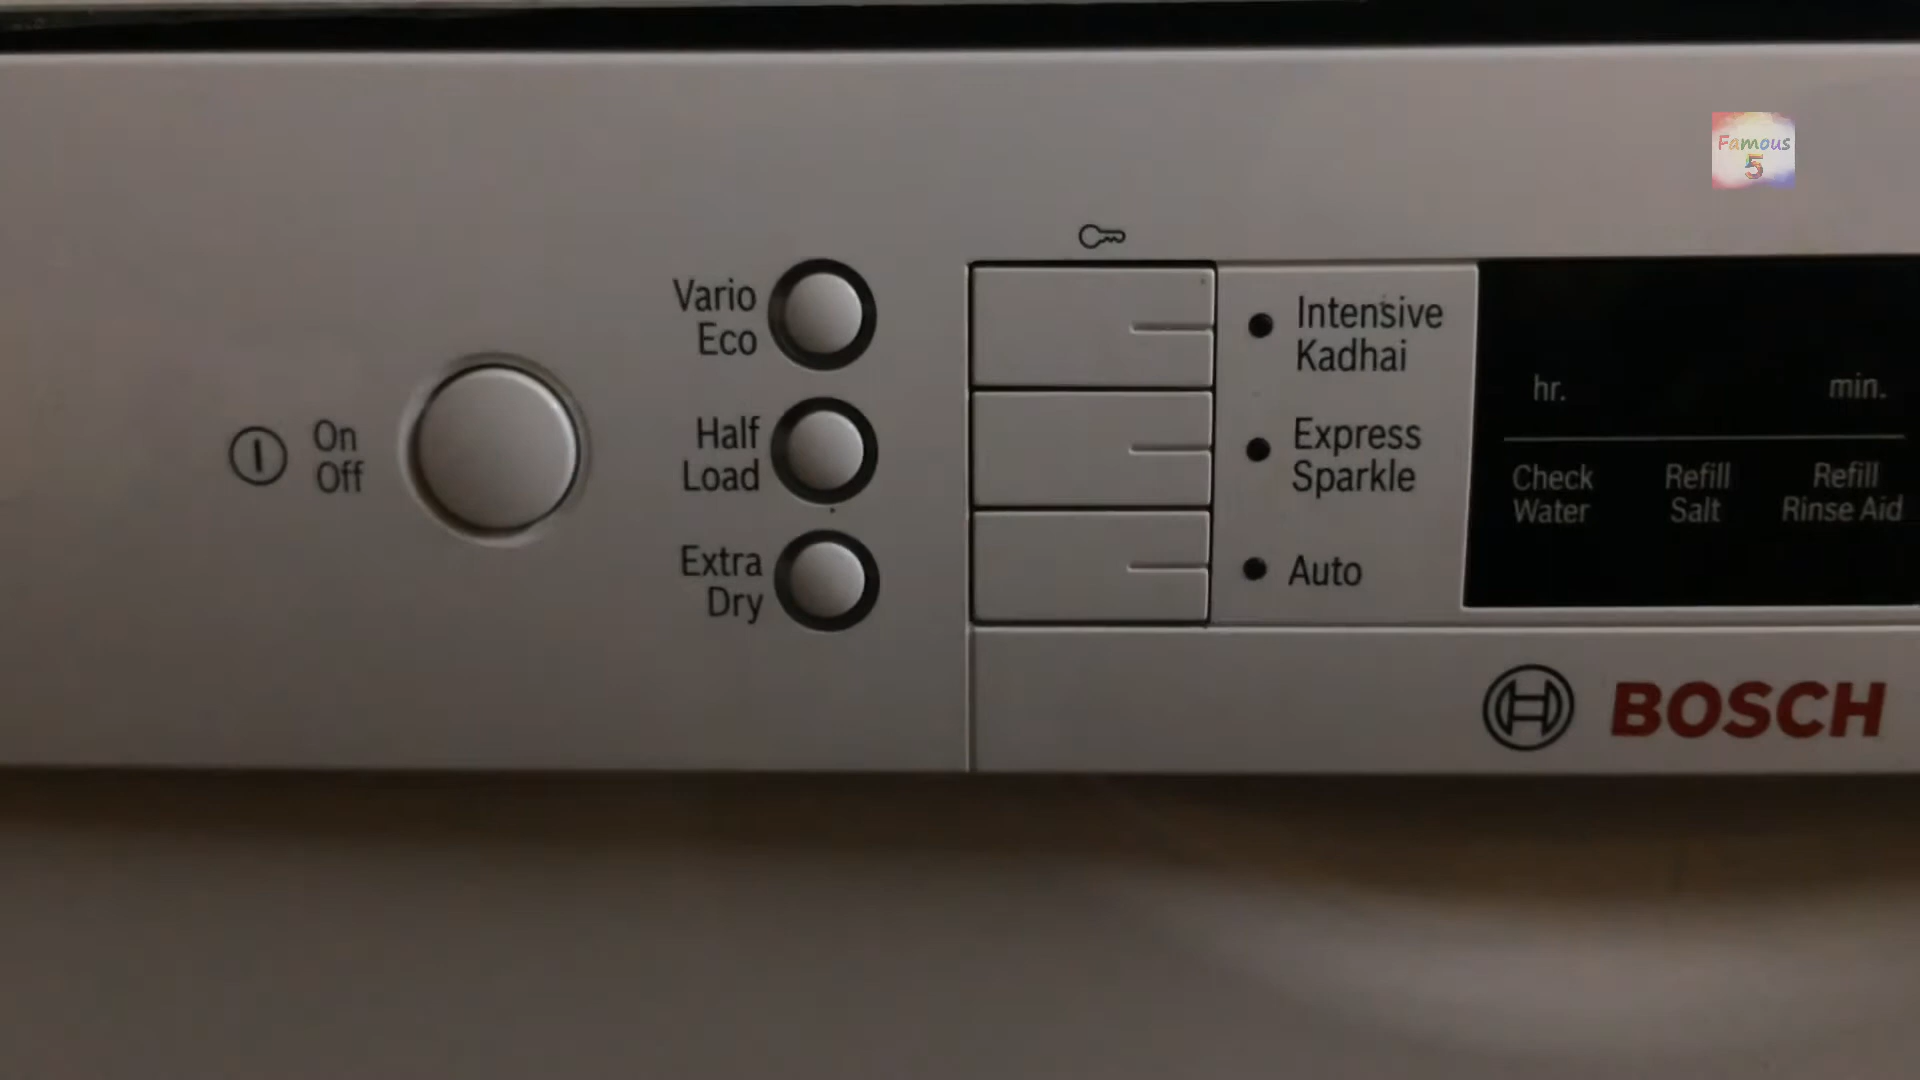 On
Off
Vario
Eco
Half
Load
Extra
Dry
Intensive
Kadhai
Express
Sparkle
Auto
hr. min.
Check
Water
Refill
Salt
Refill
Rinse Aid
BOSCH
Famous
5